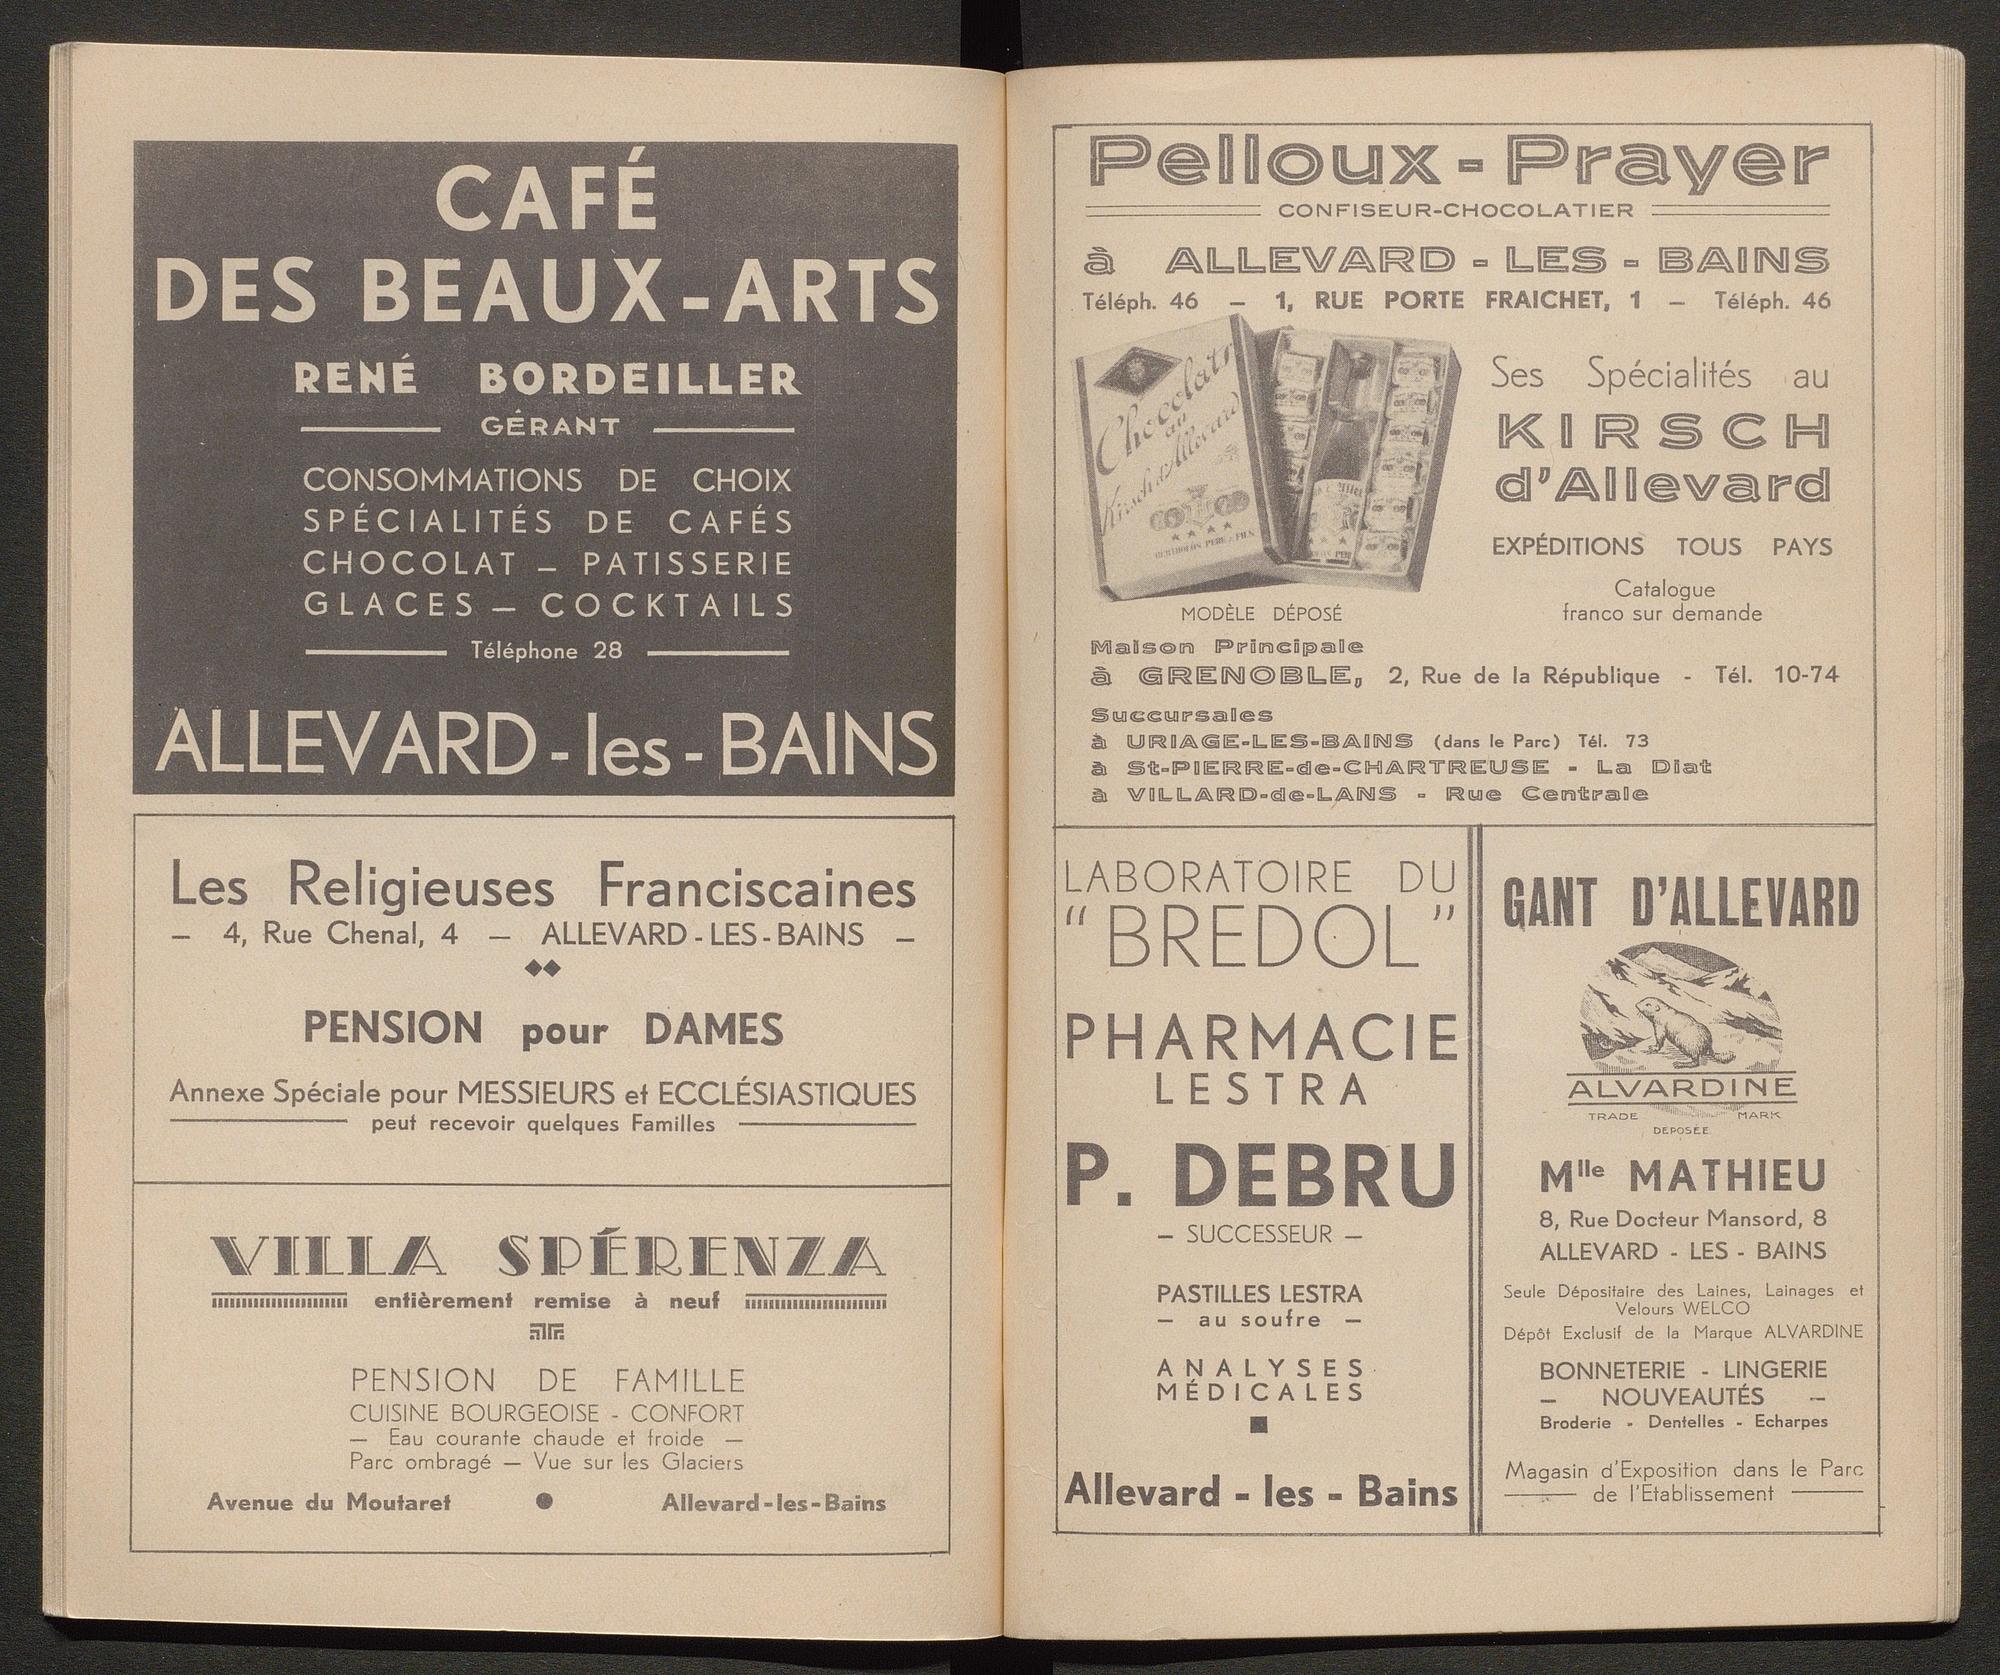 CAFÉ
DES BEAUX-ARTS
RENÉ BORDEILLER
GÉRANT
CONSOMMATIONS DE CHOIX
SPÉCIALITÉS DE CAFÉS
CHOCOLAT — PATISSERIE
GLACES — COCKTAILS
Téléphone 28
ALLEVARD-les-BAINS
Les Religieuses Franciscaines
— 4, Rue Chenal, 4 — ALLEVARD-LES-BAINS —
PENSION pour DAMES
Annexe Spéciale pour MESSIEURS et ECCLÉSIASTIQUES
peut recevoir quelques Familles
VILLA SPÉRENZA
entièrement remise à neuf
PENSION DE FAMILLE
CUISINE BOURGEOISE - CONFORT
— Eau courante chaude et froide —
Parc ombragé — Vue sur les Glaciers
Avenue du Moutaret ● Allevard-les-Bains
Pelloux - Prayer
CONFISEUR-CHOCOLATIER
à ALLEVARD - LES - BAINS
Téléph. 46 — 1, RUE PORTE FRAICHET, 1 — Téléph. 46
Chocolats
au
Kirsch d'Allevard
BERTHOLON PERE & FILS
Ses Spécialités au
KIRSCH
d'Allevard
EXPÉDITIONS TOUS PAYS
Catalogue
franco sur demande
MODÈLE DÉPOSÉ
Maison Principale
à GRENOBLE, 2, Rue de la République - Tél. 10-74
Succursales
à URIAGE-LES-BAINS (dans le Parc) Tél. 73
à St-PIERRE-de-CHARTREUSE - La Diat
à VILLARD-de-LANS - Rue Centrale
LABORATOIRE DU
“BREDOL”
PHARMACIE
LESTRA
P. DEBRU
— SUCCESSEUR —
PASTILLES LESTRA
— au soufre —
ANALYSES
MÉDICALES
Allevard - les - Bains
GANT D'ALLEVARD
ALVARDINE
TRADE MARK
DEPOSÉE
Mlle MATHIEU
8, Rue Docteur Mansord, 8
ALLEVARD - LES - BAINS
Seule Dépositaire des Laines, Lainages et
Velours WELCO
Dépôt Exclusif de la Marque ALVARDINE
BONNETERIE - LINGERIE
— NOUVEAUTÉS —
Broderie - Dentelles - Echarpes
Magasin d'Exposition dans le Parc
de l'Etablissement